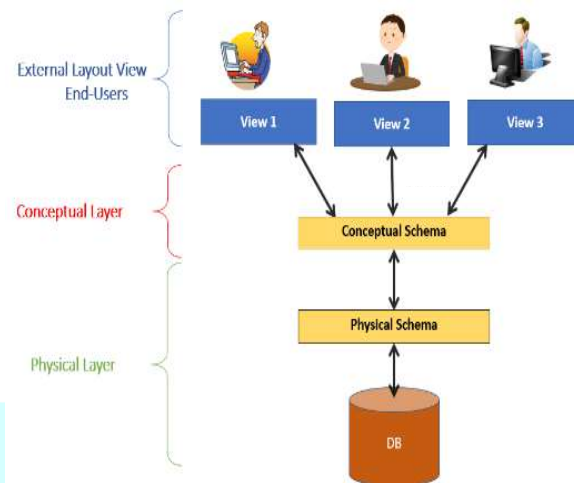 External Layout View
End-Users
View 1
View 2
View 3
Conceptual Layer
Conceptual Schema
Physical Schema
Physical Layer
DB